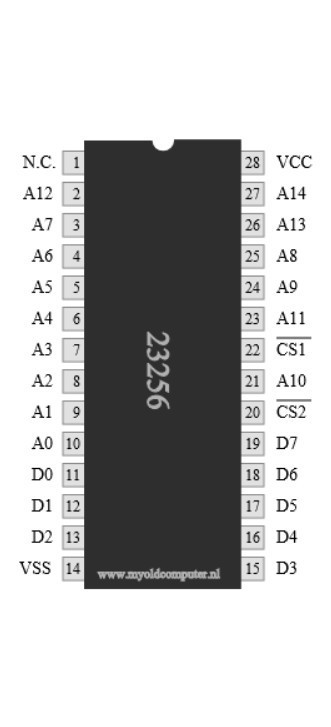 N.C. 1 28 VCC
A12 2 27 A14
A7 3 26 A13
A6 4 25 A8
A5 5 24 A9
A4 6 23 A11
A3 7 22 CS1
A2 8 21 A10
A1 9 20 CS2
A0 10 19 D7
D0 11 18 D6
D1 12 17 D5
D2 13 16 D4
VSS 14 15 D3
23256
www.myoldcomputer.nl